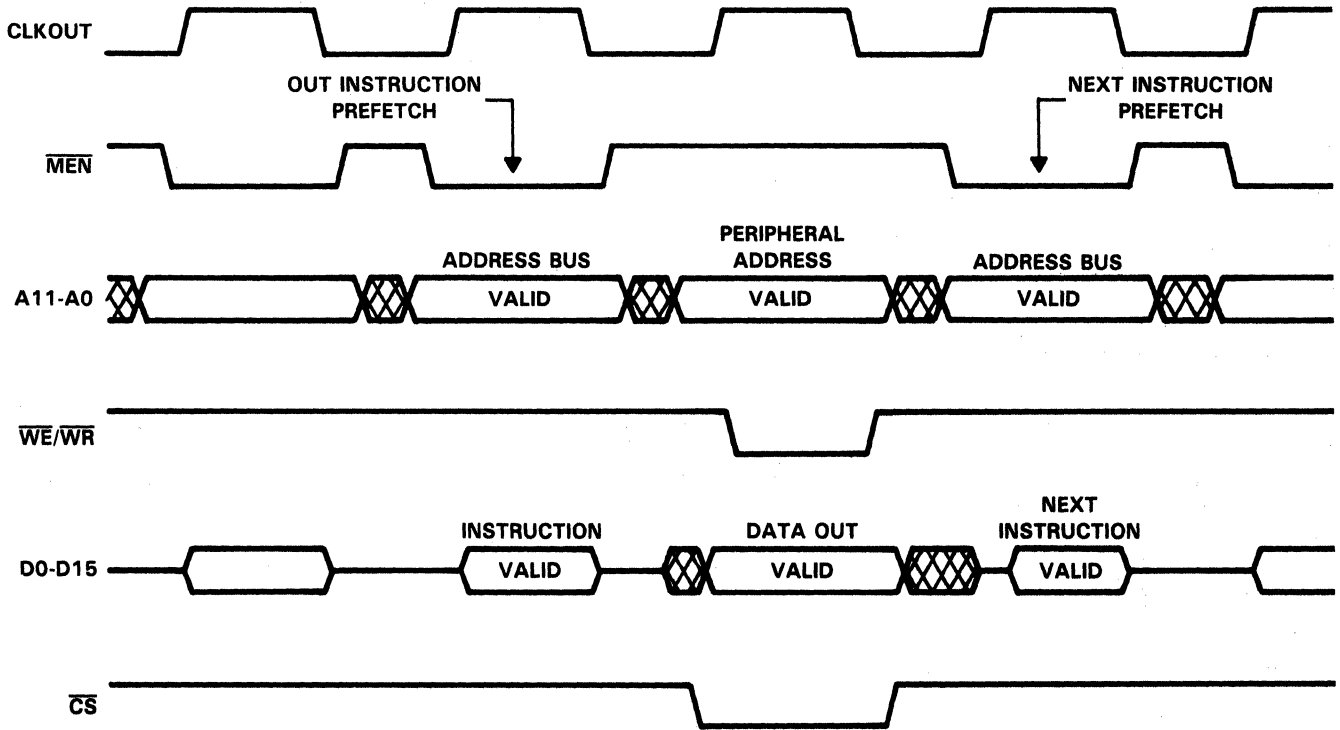 CLKOUT
OUT INSTRUCTION
PREFETCH
NEXT INSTRUCTION
PREFETCH
MEN
ADDRESS BUS
PERIPHERAL
ADDRESS
ADDRESS BUS
A11-A0
VALID
VALID
VALID
WE/WR
INSTRUCTION
DATA OUT
NEXT
INSTRUCTION
D0-D15
VALID
VALID
VALID
CS